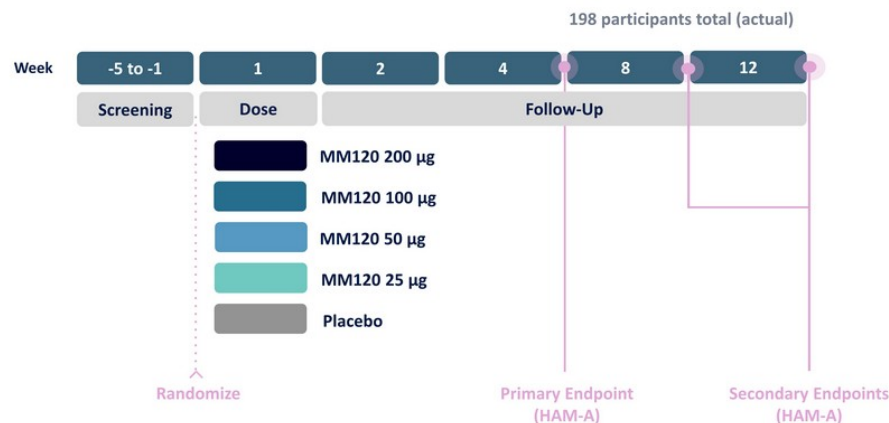 198 participants total (actual)
Week -5 to -1 1 2 4 8 12
Screening Dose Follow-Up
MM120 200 µg
MM120 100 µg
MM120 50 µg
MM120 25 µg
Placebo
Randomize Primary Endpoint Secondary Endpoints
(HAM-A) (HAM-A)